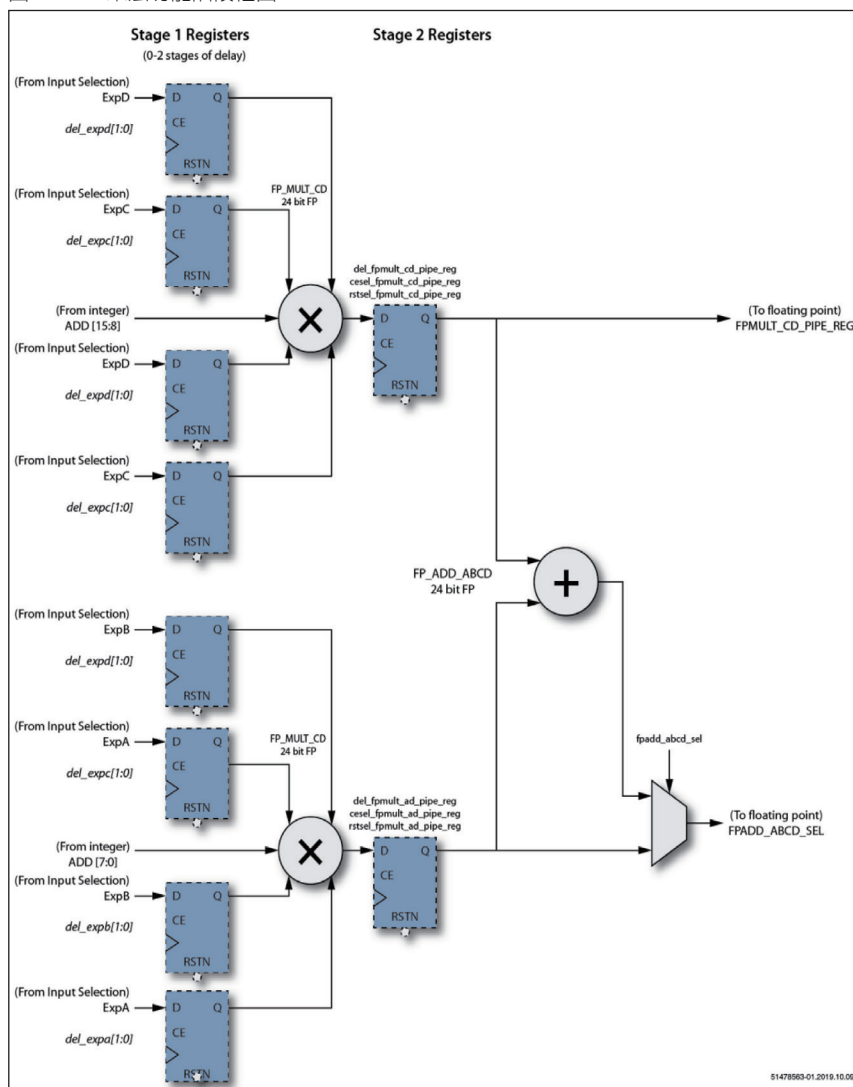 Stage 1 Registers
(0-2 stages of delay)
Stage 2 Registers
(From Input Selection)
ExpD
del_expd[1:0]
D Q
CE
RSTN
(From Input Selection)
ExpC
del_expc[1:0]
D Q
CE
RSTN
FP_MULT_CD
24 bit FP
(From integer)
ADD [15:8]
del_fpmult_cd_pipe_reg
cesel_fpmult_cd_pipe_reg
rstsel_fpmult_cd_pipe_reg
D Q
CE
RSTN
(To floating point)
FPMULT_CD_PIPE_REG
(From Input Selection)
ExpD
del_expd[1:0]
D Q
CE
RSTN
(From Input Selection)
ExpC
del_expc[1:0]
D Q
CE
RSTN
FP_ADD_ABCD
24 bit FP
(From Input Selection)
ExpB
del_expd[1:0]
D Q
CE
RSTN
(From Input Selection)
ExpA
del_expc[1:0]
D Q
CE
RSTN
FP_MULT_CD
24 bit FP
fpadd_abcd_sel
(From integer)
ADD [7:0]
del_fpmult_ad_pipe_reg
cesel_fpmult_ad_pipe_reg
rstsel_fpmult_ad_pipe_reg
D Q
CE
RSTN
(To floating point)
FPADD_ABCD_SEL
(From Input Selection)
ExpB
del_expb[1:0]
D Q
CE
RSTN
(From Input Selection)
ExpA
del_expa[1:0]
D Q
CE
RSTN
51478563-01.2019.10.09